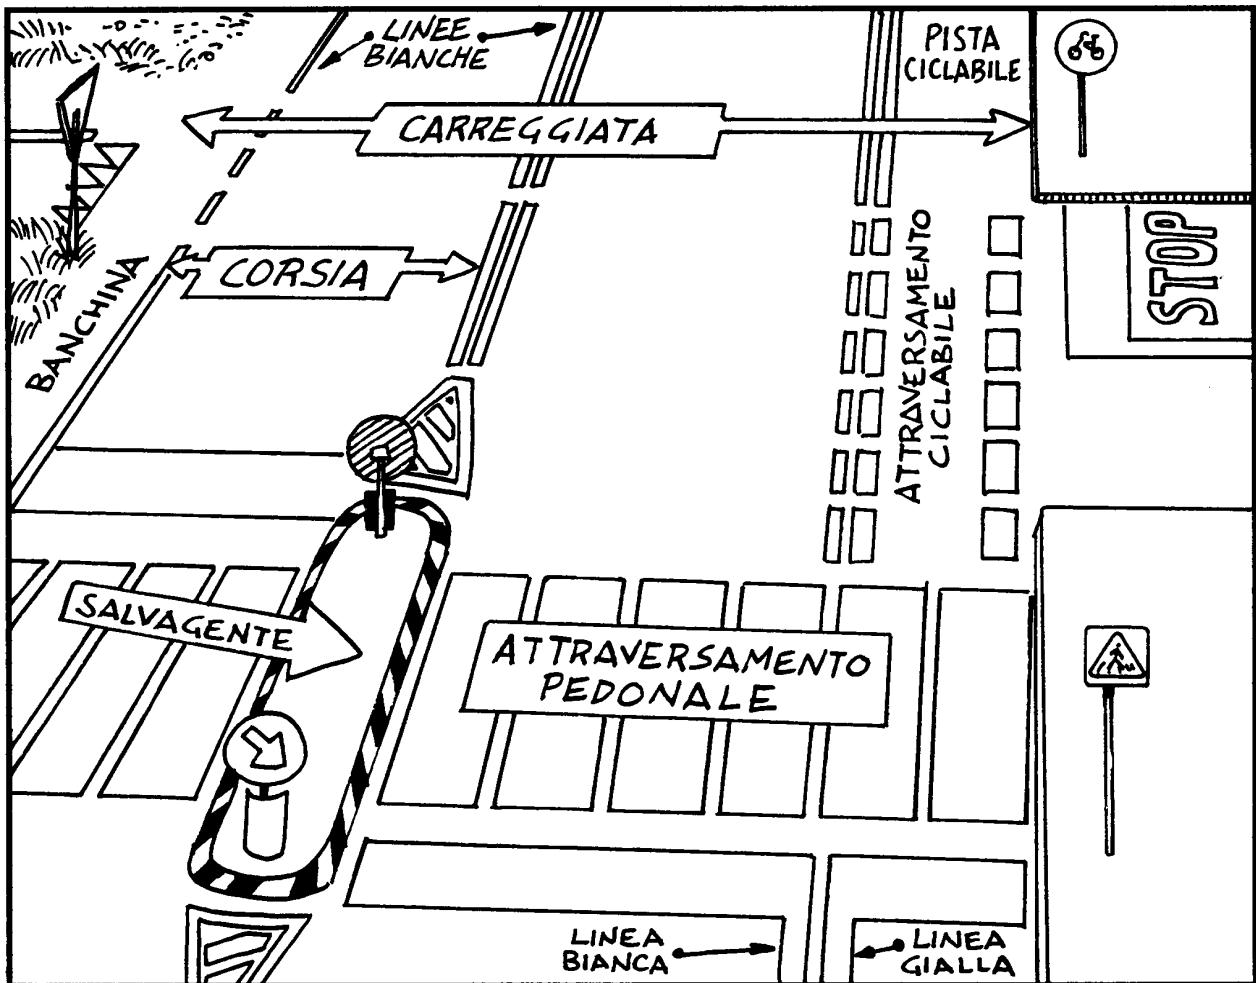 LINEE
BIANCHE
PISTA
CICLABILE
CARREGGIATA
CORSIA
BANCHINA
STOP
ATTRAVERSAMENTO
CICLABILE
SALVAGENTE
ATTRAVERSAMENTO
PEDONALE
LINEA
BIANCA
LINEA
GIALLA